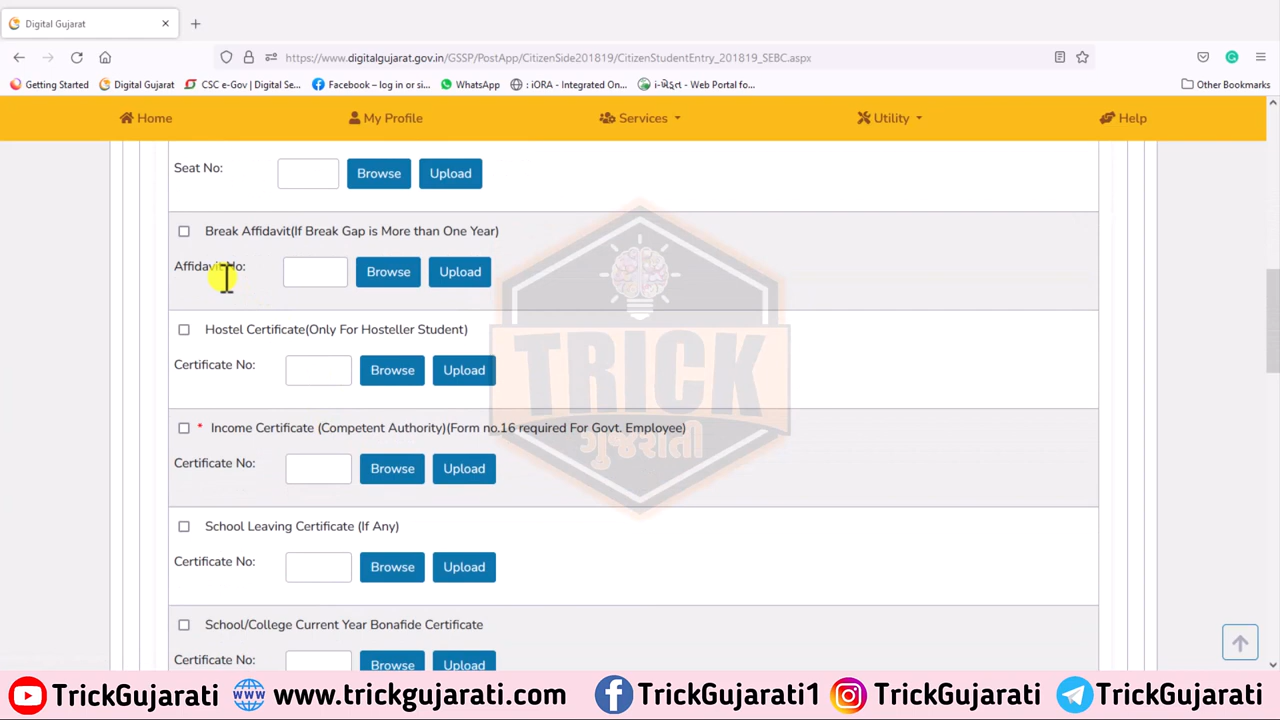 Digital Gujarat
https://www.digitalgujarat.gov.in/GSSP/PostApp/CitizenSide201819/CitizenStudentEntry_201819_SEBC.aspx
Getting Started Digital Gujarat CSC e-Gov | Digital Se... Facebook – log in or si... WhatsApp : iORA - Integrated On... i-ખેડૂત - Web Portal fo... Other Bookmarks
Home My Profile Services Utility Help
Seat No: Browse Upload
Break Affidavit(If Break Gap is More than One Year)
Affidavit No: Browse Upload
Hostel Certificate(Only For Hosteller Student)
Certificate No: Browse Upload
* Income Certificate (Competent Authority)(Form no.16 required For Govt. Employee)
Certificate No: Browse Upload
School Leaving Certificate (If Any)
Certificate No: Browse Upload
School/College Current Year Bonafide Certificate
Certificate No: Browse Upload
TRICK
ગુજરાતી
TrickGujarati www.trickgujarati.com TrickGujarati1 TrickGujarati TrickGujarati